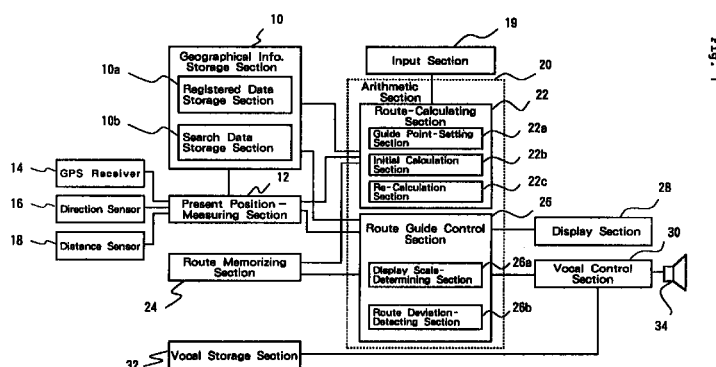 10
Geographical Info.
Storage Section
10a
Registered Data
Storage Section
10b
Search Data
Storage Section
19
Input Section
20
Arithmetic
Section
22
Route-Calculating
Section
22a
Guide Point-Setting
Section
22b
Initial Calculation
Section
22c
Re-Calculation
Section
14
GPS Receiver
12
16
Direction Sensor
Present Position-
Measuring Section
18
Distance Sensor
26
Route Guide Control
Section
28
Display Section
Route Memorizing
Section
24
26a
Display Scale-
Determining Section
30
Vocal Control
Section
34
26b
Route Deviation-
Detecting Section
32
Vocal Storage Section